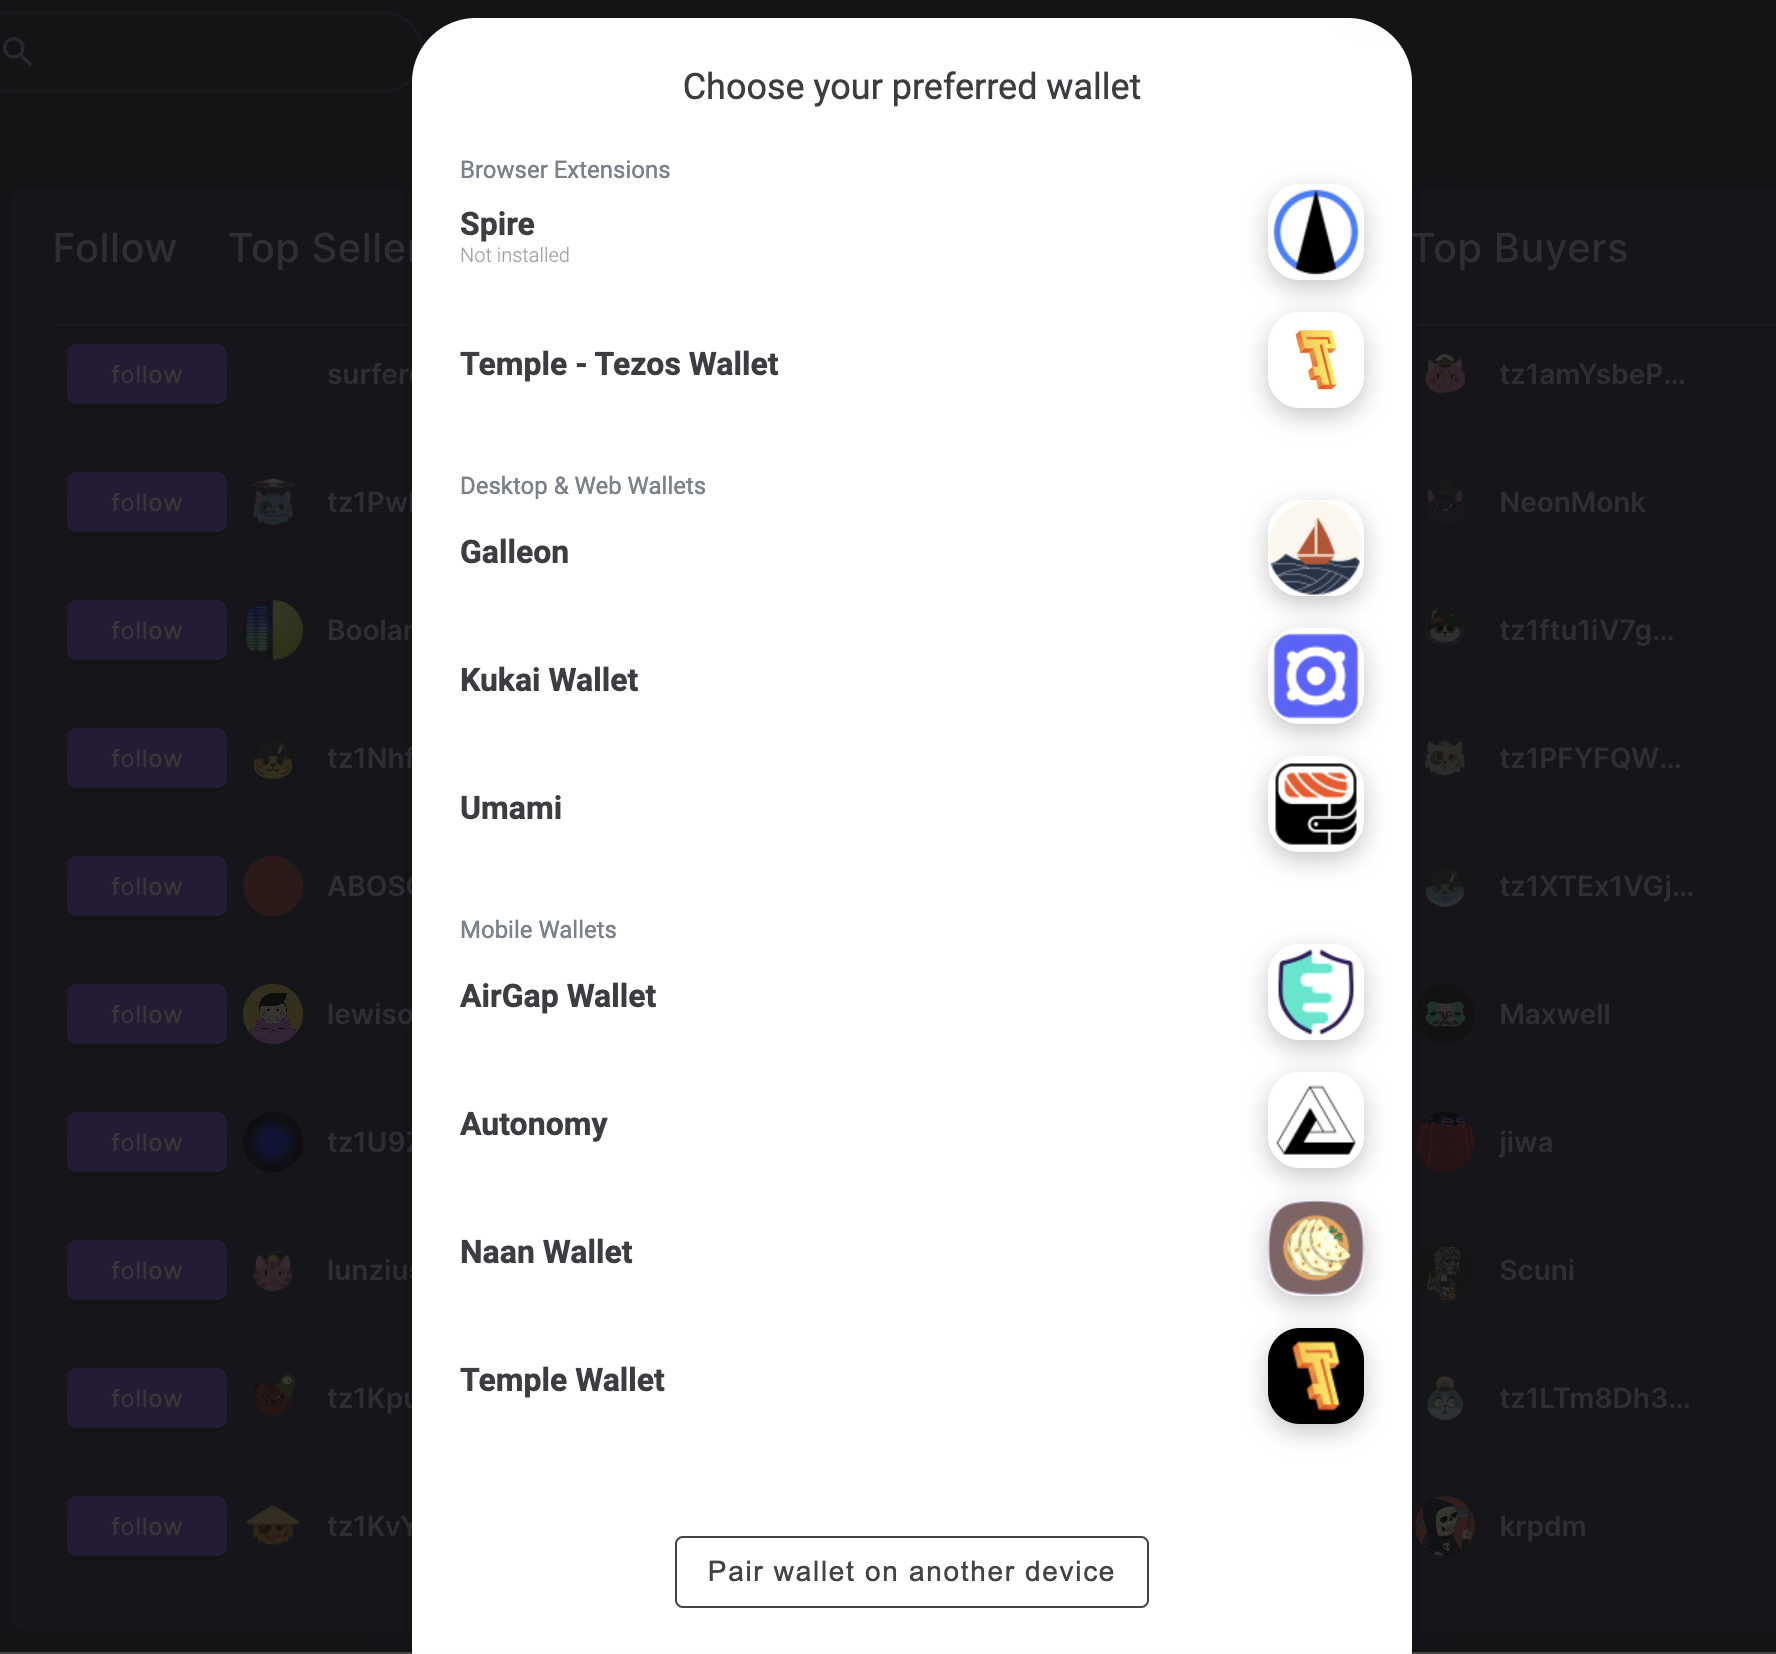 Choose your preferred wallet
Browser Extensions
Spire
Not installed
Temple - Tezos Wallet
Desktop & Web Wallets
Galleon
Kukai Wallet
Umami
Mobile Wallets
AirGap Wallet
Autonomy
Naan Wallet
Temple Wallet
Pair wallet on another device
Follow Top Seller
follow surfer
follow tz1Pw
follow Boolar
follow tz1Nhf
follow ABOS
follow lewiso
follow tz1U9
follow lunziu
follow tz1Kpu
follow tz1KvY
Top Buyers
tz1amYsbeP...
NeonMonk
tz1ftu1iV7g...
tz1PFYFQW...
tz1XTEx1VGj...
Maxwell
jiwa
Scuni
tz1LTm8Dh3...
krpdm